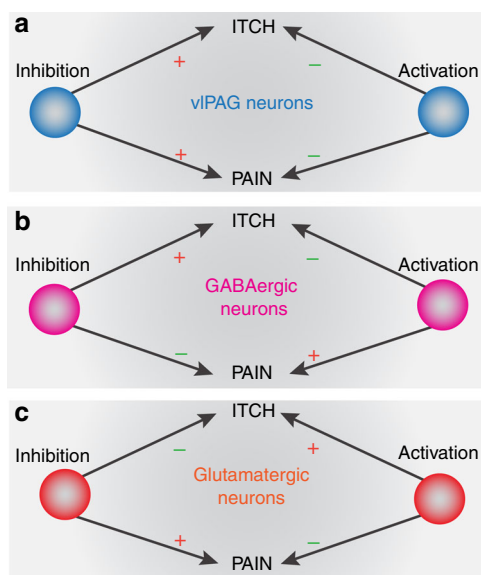 a
ITCH
Inhibition
+
−
Activation
vlPAG neurons
+
−
PAIN
b
ITCH
Inhibition
+
−
Activation
GABAergic
neurons
−
+
PAIN
c
ITCH
Inhibition
−
+
Activation
Glutamatergic
neurons
+
−
PAIN